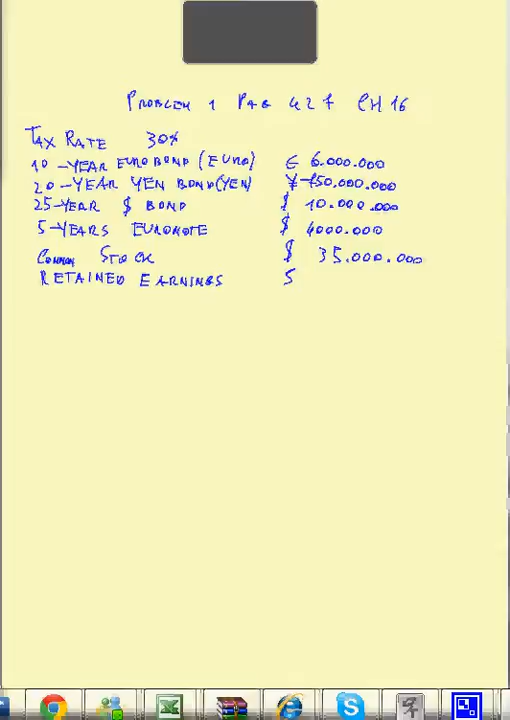 PROBLEM 1 PAG 427 CH 16
TAX RATE 30%
10-YEAR EUROBOND (EURO) € 6.000.000
20-YEAR YEN BOND (YEN) ¥ 750.000.000
25-YEAR $ BOND $ 10.000.000
5-YEARS EURONOTE $ 4000.000
COMMON STOCK $ 35.000.000
RETAINED EARNINGS $